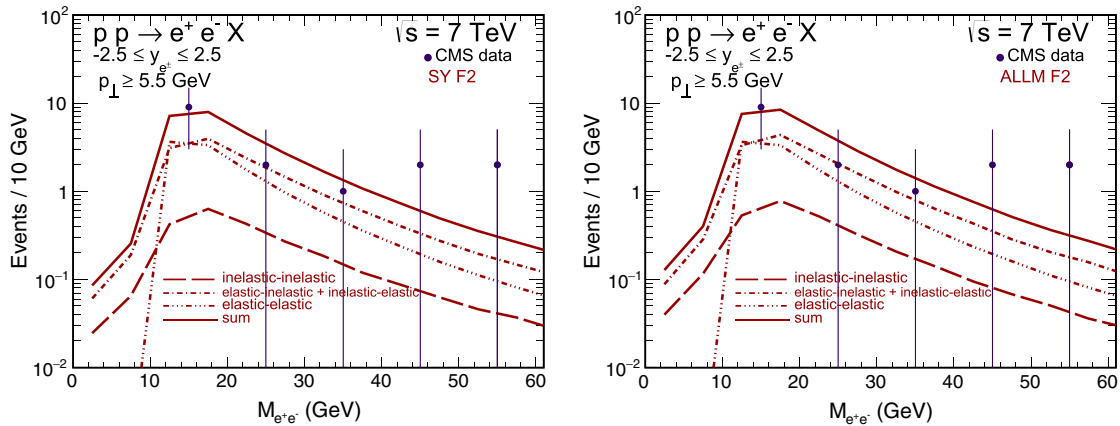 p p → e⁺ e⁻ X
√s = 7 TeV
-2.5 ≤ y_e± ≤ 2.5
CMS data
p⊥ ≥ 5.5 GeV
SY F2
Events / 10 GeV
10²
10
1
10⁻¹
10⁻²
inelastic-inelastic
elastic-inelastic + inelastic-elastic
elastic-elastic
sum
0 10 20 30 40 50 60
M_e⁺e⁻ (GeV)
p p → e⁺ e⁻ X
√s = 7 TeV
-2.5 ≤ y_e± ≤ 2.5
CMS data
p⊥ ≥ 5.5 GeV
ALLM F2
Events / 10 GeV
10²
10
1
10⁻¹
10⁻²
inelastic-inelastic
elastic-inelastic + inelastic-elastic
elastic-elastic
sum
0 10 20 30 40 50 60
M_e⁺e⁻ (GeV)